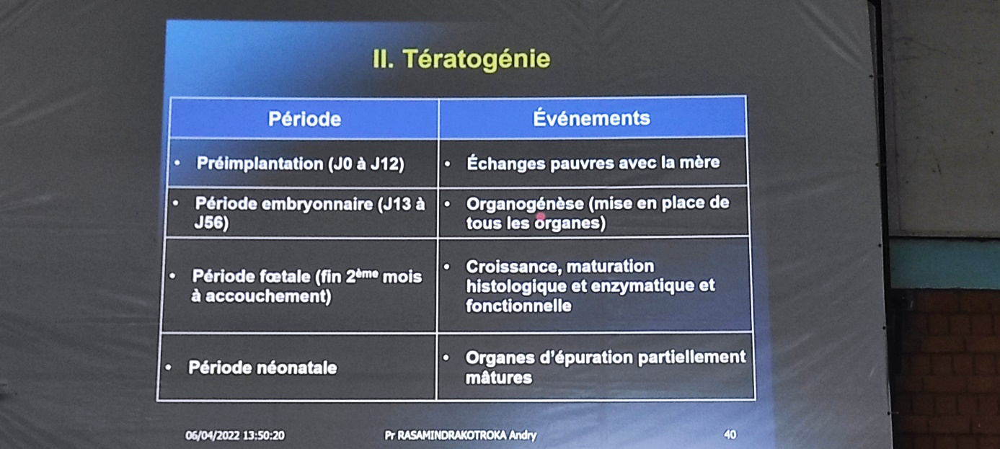 II. Tératogénie
Période
Événements
• Préimplantation (J0 à J12)
• Échanges pauvres avec la mère
• Période embryonnaire (J13 à
J56)
• Organogénèse (mise en place de
tous les organes)
• Période fœtale (fin 2ème mois
à accouchement)
• Croissance, maturation
histologique et enzymatique et
fonctionnelle
• Période néonatale
• Organes d'épuration partiellement
mâtures
06/04/2022 13:50:20
Pr RASAMINDRAKOTROKA Andry
40